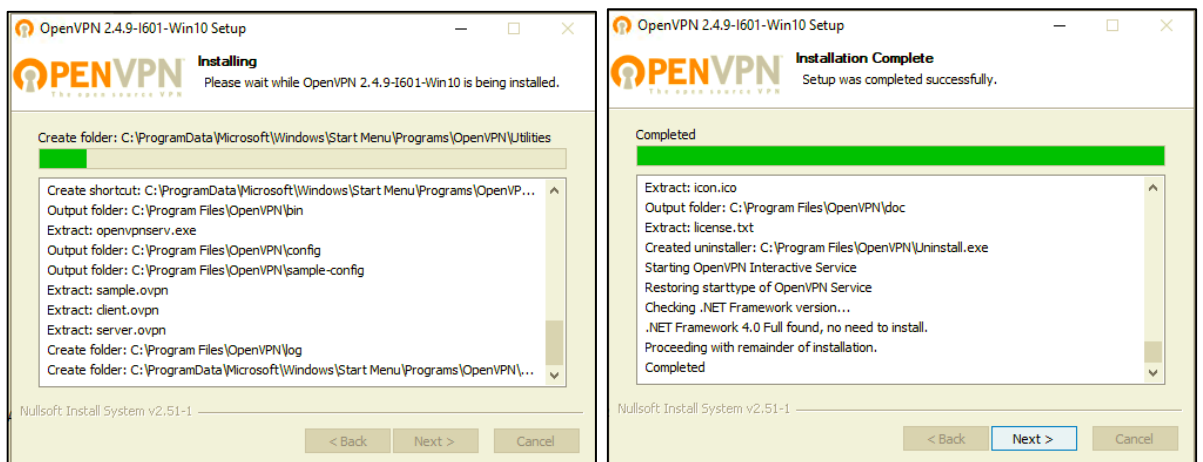 OpenVPN 2.4.9-I601-Win10 Setup
OPENVPN
The open source VPN
Installing
Please wait while OpenVPN 2.4.9-I601-Win10 is being installed.
Create folder: C:\ProgramData\Microsoft\Windows\Start Menu\Programs\OpenVPN\Utilities
Create shortcut: C:\ProgramData\Microsoft\Windows\Start Menu\Programs\OpenVP...
Output folder: C:\Program Files\OpenVPN\bin
Extract: openvpnserv.exe
Output folder: C:\Program Files\OpenVPN\config
Output folder: C:\Program Files\OpenVPN\sample-config
Extract: sample.ovpn
Extract: client.ovpn
Extract: server.ovpn
Create folder: C:\Program Files\OpenVPN\log
Create folder: C:\ProgramData\Microsoft\Windows\Start Menu\Programs\OpenVPN\...
Nullsoft Install System v2.51-1
< Back Next > Cancel
OpenVPN 2.4.9-I601-Win10 Setup
OPENVPN
The open source VPN
Installation Complete
Setup was completed successfully.
Completed
Extract: icon.ico
Output folder: C:\Program Files\OpenVPN\doc
Extract: license.txt
Created uninstaller: C:\Program Files\OpenVPN\Uninstall.exe
Starting OpenVPN Interactive Service
Restoring starttype of OpenVPN Service
Checking .NET Framework version...
.NET Framework 4.0 Full found, no need to install.
Proceeding with remainder of installation.
Completed
Nullsoft Install System v2.51-1
< Back Next > Cancel